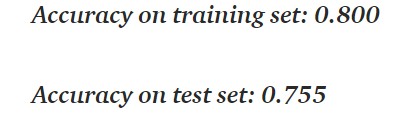 Accuracy on training set: 0.800
Accuracy on test set: 0.755